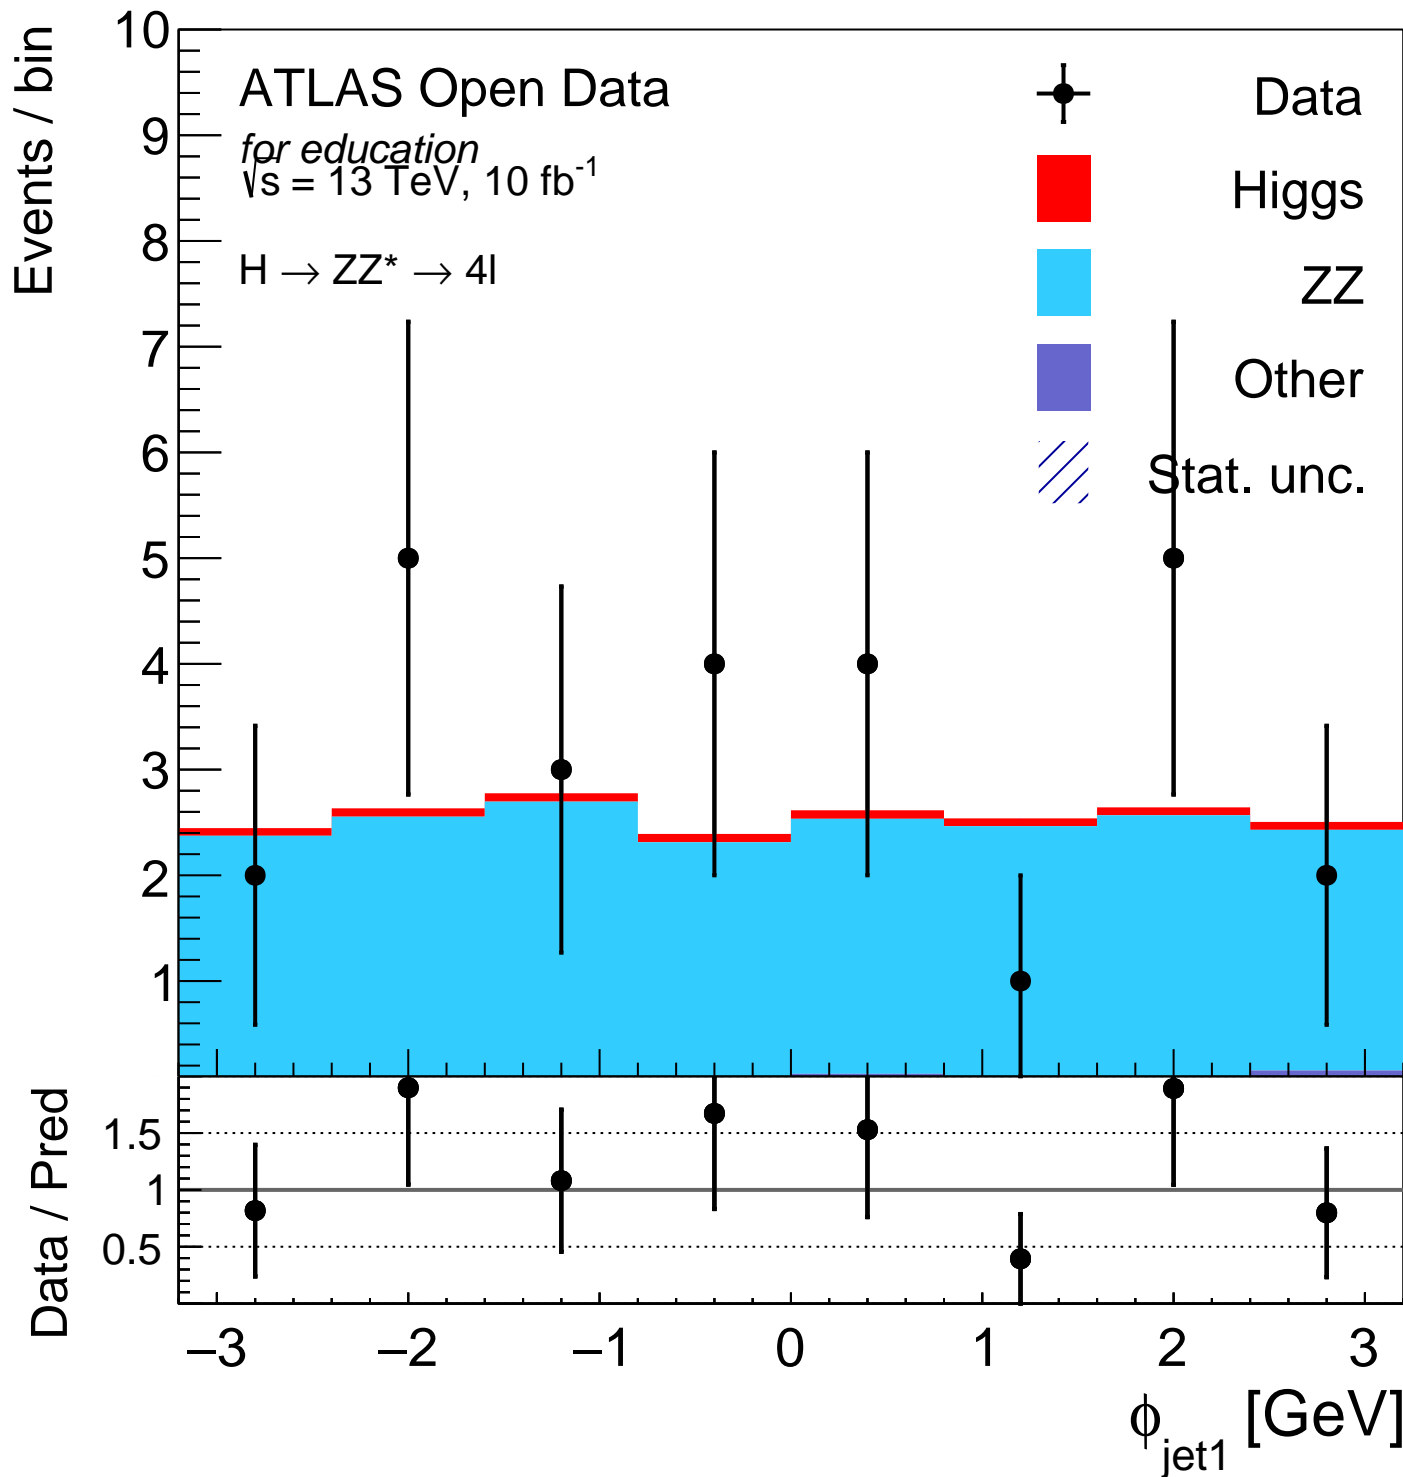 Events / bin
10
9
8
7
6
5
4
3
2
1
ATLAS Open Data
for education
√s = 13 TeV, 10 fb⁻¹
H → ZZ* → 4l
Data
Higgs
ZZ
Other
Stat. unc.
Data / Pred
1.5
1
0.5
−3 −2 −1 0 1 2 3
ϕ_jet1 [GeV]